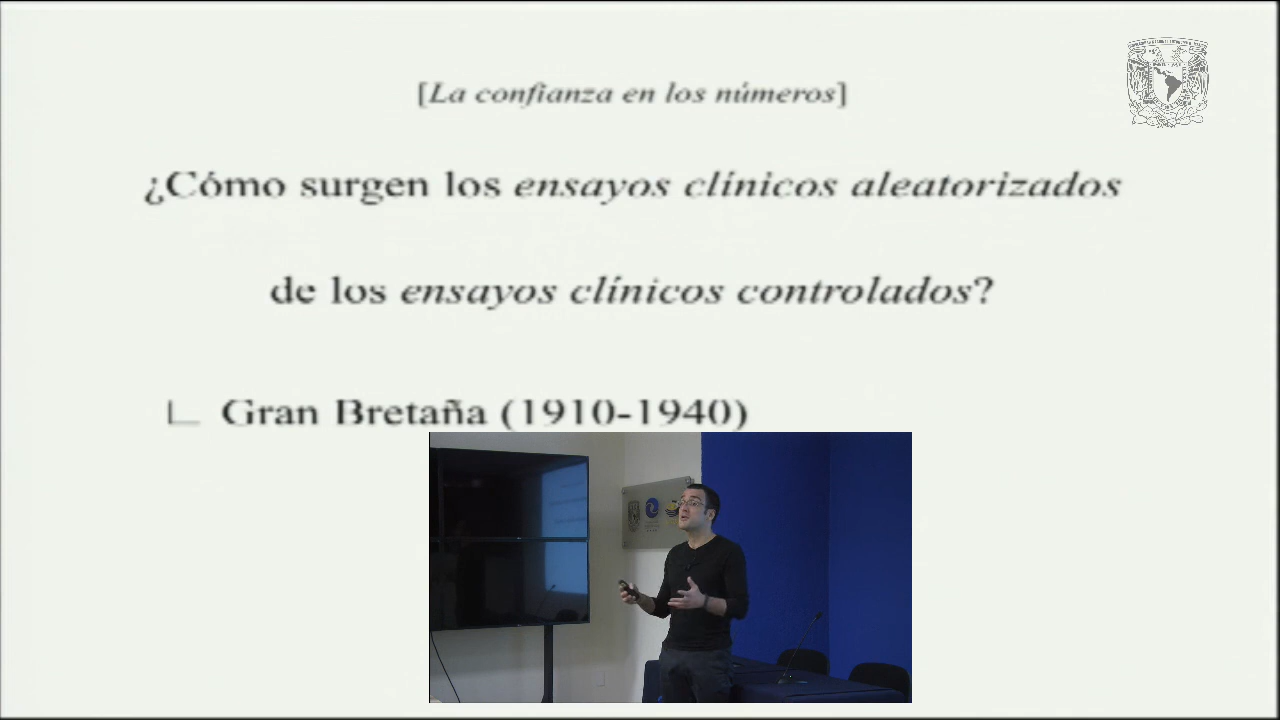 [La confianza en los números]
¿Cómo surgen los ensayos clínicos aleatorizados
de los ensayos clínicos controlados?
Gran Bretaña (1910-1940)